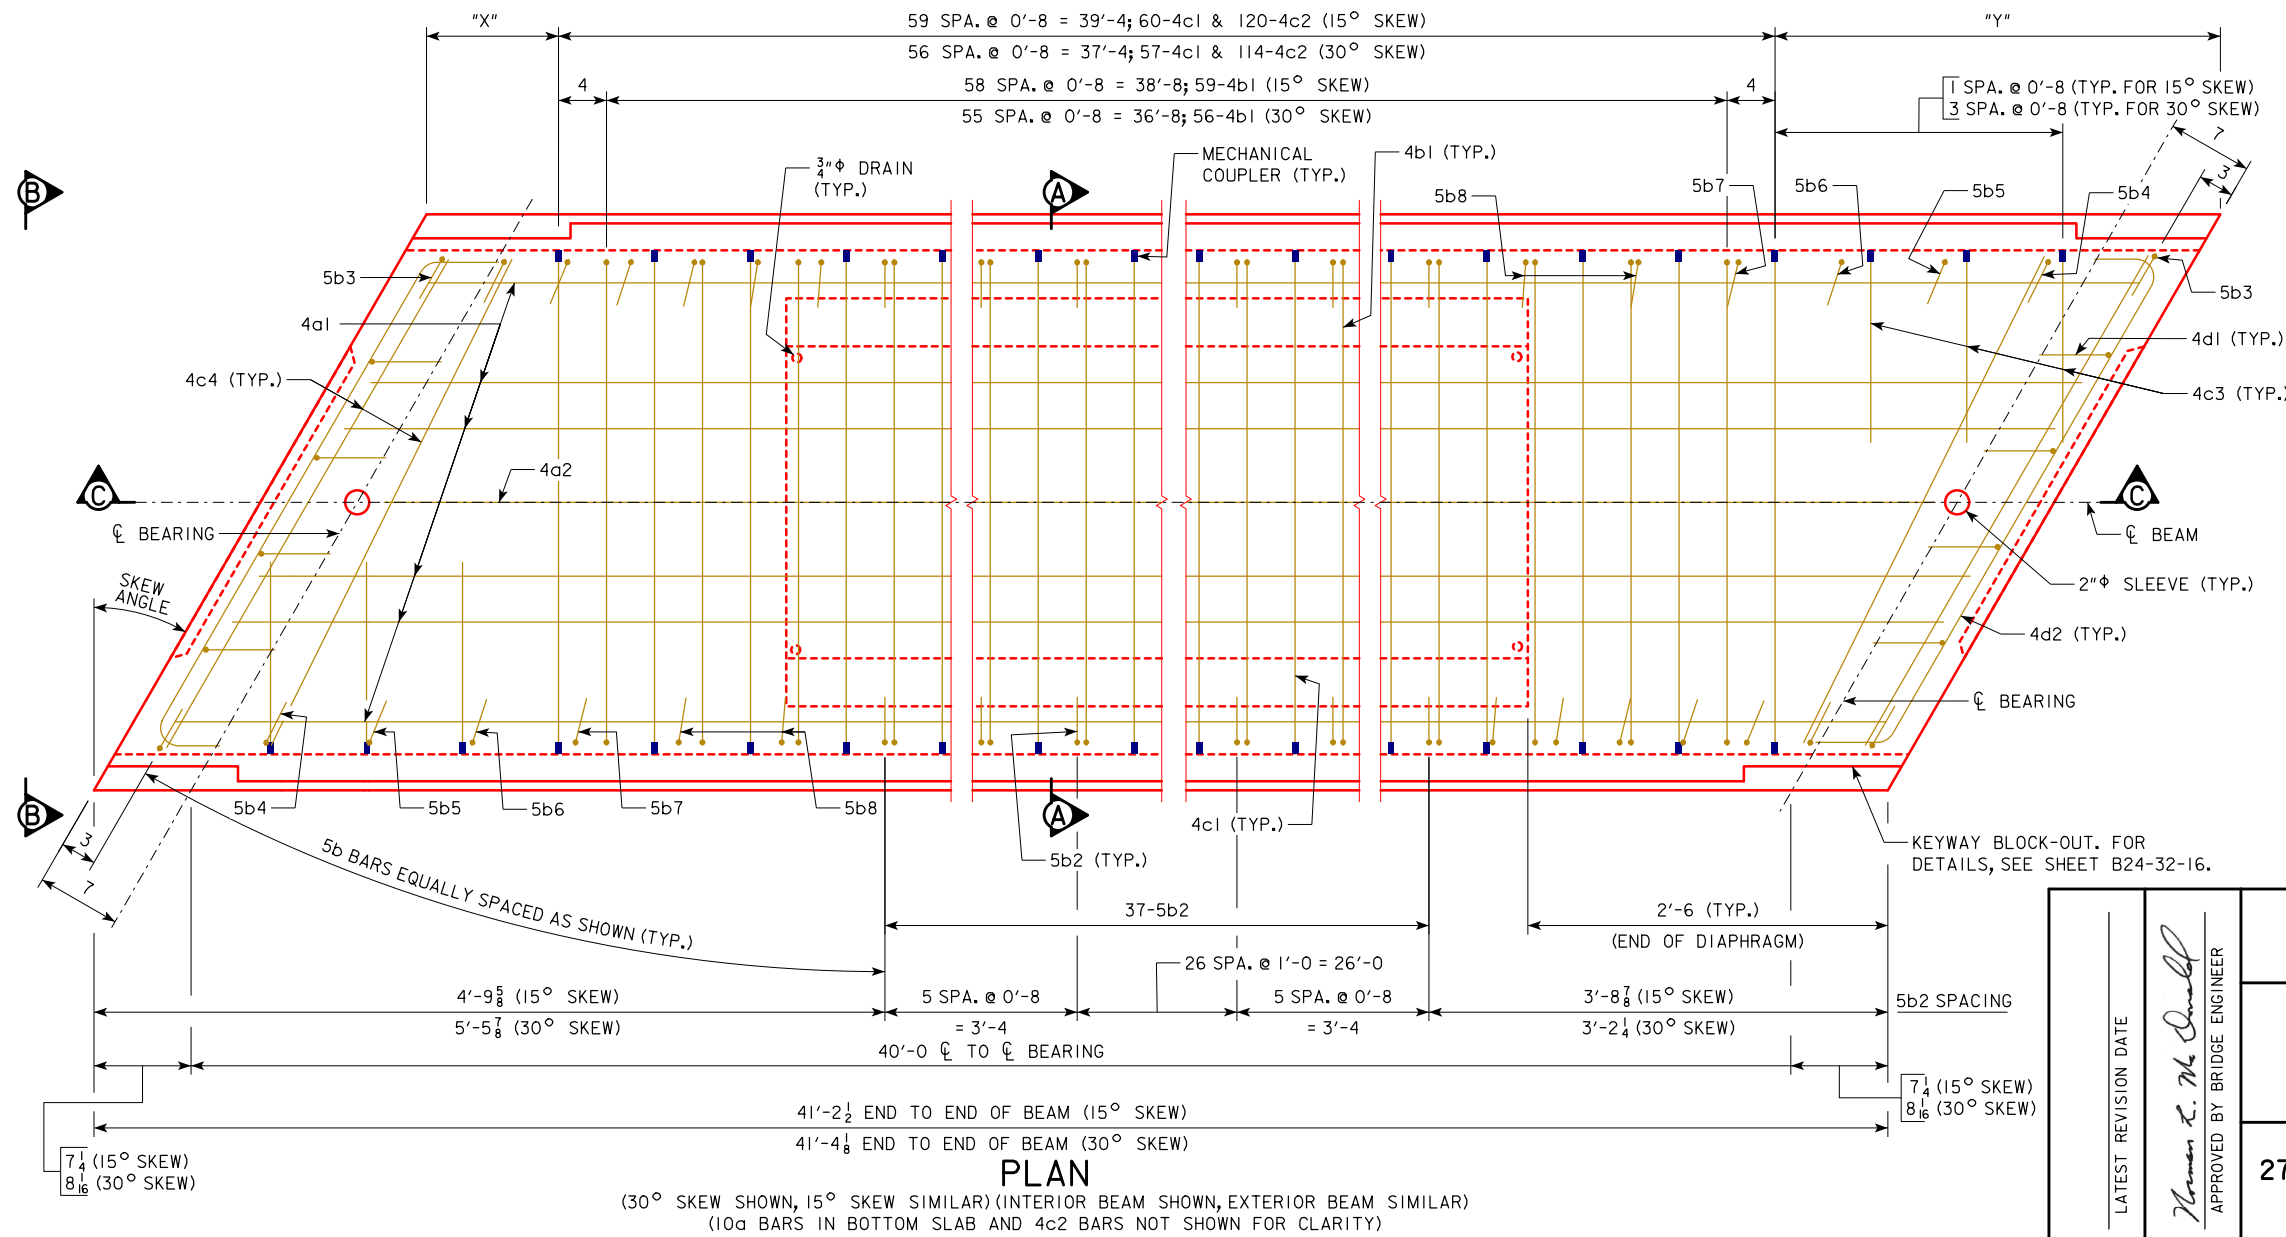 "X"
59 SPA. @ 0'-8 = 39'-4; 60-4c1 & 120-4c2 (15° SKEW)
"Y"
56 SPA. @ 0'-8 = 37'-4; 57-4c1 & 114-4c2 (30° SKEW)
4
58 SPA. @ 0'-8 = 38'-8; 59-4b1 (15° SKEW)
4
55 SPA. @ 0'-8 = 36'-8; 56-4b1 (30° SKEW)
1 SPA. @ 0'-8 (TYP. FOR 15° SKEW)
3 SPA. @ 0'-8 (TYP. FOR 30° SKEW)
7
3
B
3/4"ϕ DRAIN
(TYP.)
A
MECHANICAL
COUPLER (TYP.)
4b1 (TYP.)
5b8
5b7
5b6
5b5
5b4
5b3
5b3
4a1
4d1 (TYP.)
4c4 (TYP.)
4c3 (TYP.)
4a2
C
C
℄ BEARING
℄ BEAM
SKEW
ANGLE
2"ϕ SLEEVE (TYP.)
4d2 (TYP.)
℄ BEARING
B
5b4
5b5
5b6
5b7
5b8
A
4c1 (TYP.)
5b2 (TYP.)
KEYWAY BLOCK-OUT. FOR
DETAILS, SEE SHEET B24-32-16.
3
7
5b BARS EQUALLY SPACED AS SHOWN (TYP.)
37-5b2
2'-6 (TYP.)
(END OF DIAPHRAGM)
26 SPA. @ 1'-0 = 26'-0
4'-9 5/8 (15° SKEW)
5 SPA. @ 0'-8
5 SPA. @ 0'-8
3'-8 7/8 (15° SKEW)
5b2 SPACING
5'-5 7/8 (30° SKEW)
= 3'-4
= 3'-4
3'-2 1/4 (30° SKEW)
40'-0 ℄ TO ℄ BEARING
7 1/4 (15° SKEW)
8 1/16 (30° SKEW)
41'-2 1/2 END TO END OF BEAM (15° SKEW)
41'-4 1/8 END TO END OF BEAM (30° SKEW)
7 1/4 (15° SKEW)
8 1/16 (30° SKEW)
PLAN
(30° SKEW SHOWN, 15° SKEW SIMILAR) (INTERIOR BEAM SHOWN, EXTERIOR BEAM SIMILAR)
(10a BARS IN BOTTOM SLAB AND 4c2 BARS NOT SHOWN FOR CLARITY)
LATEST REVISION DATE
Norman L. McDonald
APPROVED BY BRIDGE ENGINEER
27